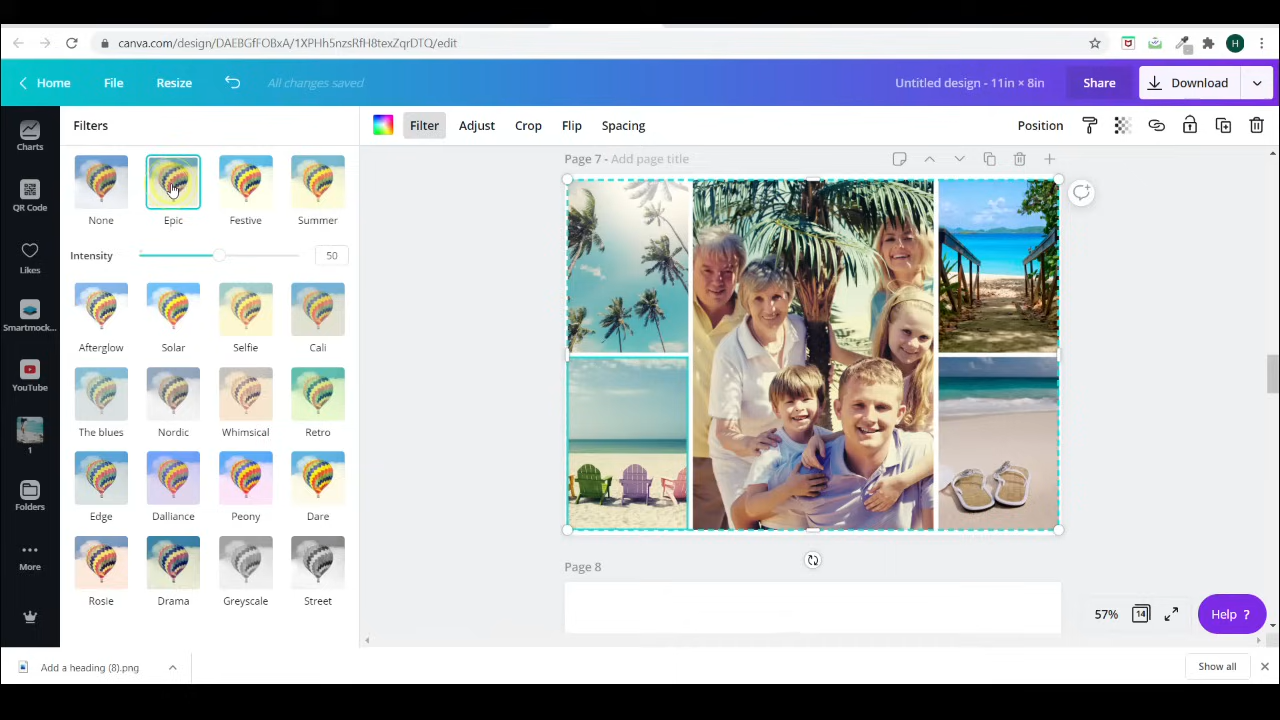 canva.com/design/DAEBGfFOBxA/1XPHh5nzsRfH8texZqrDTQ/edit
H
Home File Resize All changes saved Untitled design - 11in × 8in Share Download
Filters
Filter Adjust Crop Flip Spacing Position
Charts
QR Code
Likes
Smartmock...
YouTube
1
Folders
More
None Epic Festive Summer
Intensity 50
Afterglow Solar Selfie Cali
The blues Nordic Whimsical Retro
Edge Dalliance Peony Dare
Rosie Drama Greyscale Street
Page 7 - Add page title
Page 8
57% 14 Help ?
Add a heading (8).png
Show all